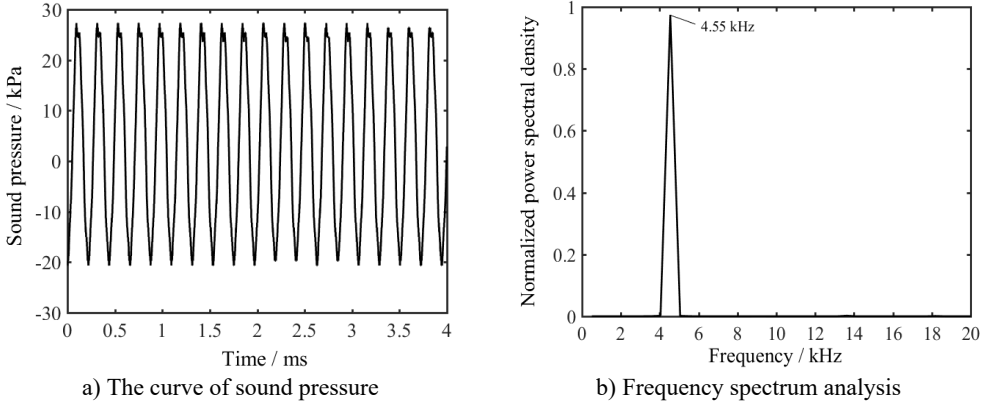 30
20
10
0
-10
-20
-30
Sound pressure / kPa
0 0.5 1 1.5 2 2.5 3 3.5 4
Time / ms
a) The curve of sound pressure
1
0.8
0.6
0.4
0.2
0
Normalized power spectral density
4.55 kHz
0 2 4 6 8 10 12 14 16 18 20
Frequency / kHz
b) Frequency spectrum analysis